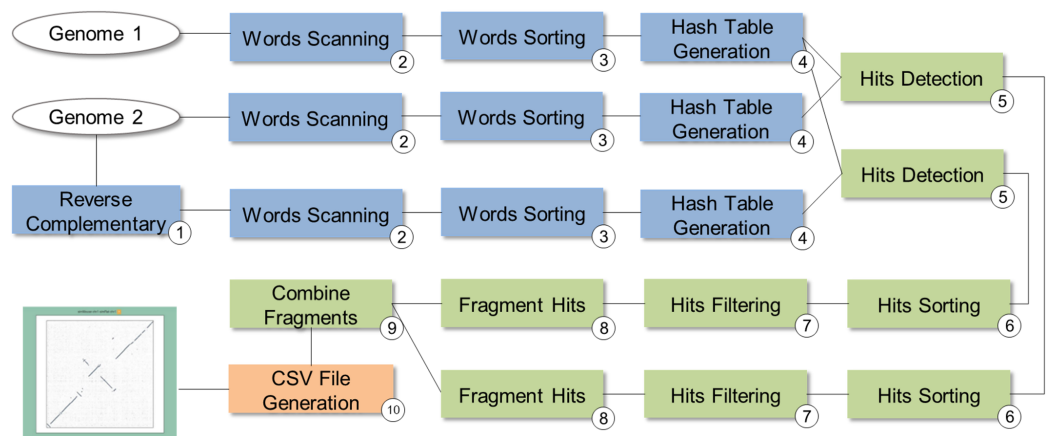 Genome 1
Words Scanning
2
Words Sorting
3
Hash Table
Generation
4
Hits Detection
5
Genome 2
Words Scanning
2
Words Sorting
3
Hash Table
Generation
4
Hits Detection
5
Reverse
Complementary
1
Words Scanning
2
Words Sorting
3
Hash Table
Generation
4
Combine
Fragments
9
Fragment Hits
8
Hits Filtering
7
Hits Sorting
6
CSV File
Generation
10
Fragment Hits
8
Hits Filtering
7
Hits Sorting
6